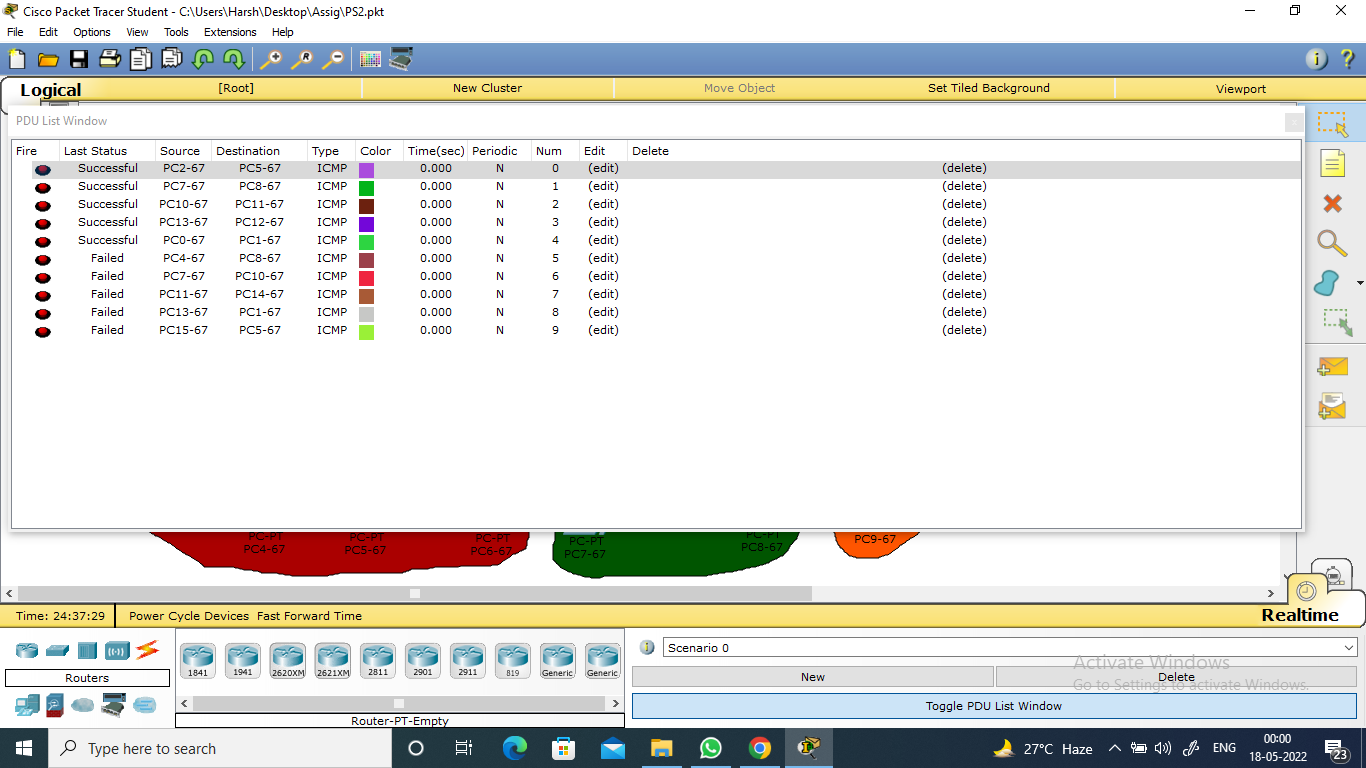 Cisco Packet Tracer Student - C:\Users\Harsh\Desktop\Assig\PS2.pkt
File Edit Options View Tools Extensions Help
Logical [Root] New Cluster Move Object Set Tiled Background Viewport
PDU List Window
Fire Last Status Source Destination Type Color Time(sec) Periodic Num Edit Delete
Successful PC2-67 PC5-67 ICMP 0.000 N 0 (edit) (delete)
Successful PC7-67 PC8-67 ICMP 0.000 N 1 (edit) (delete)
Successful PC10-67 PC11-67 ICMP 0.000 N 2 (edit) (delete)
Successful PC13-67 PC12-67 ICMP 0.000 N 3 (edit) (delete)
Successful PC0-67 PC1-67 ICMP 0.000 N 4 (edit) (delete)
Failed PC4-67 PC8-67 ICMP 0.000 N 5 (edit) (delete)
Failed PC7-67 PC10-67 ICMP 0.000 N 6 (edit) (delete)
Failed PC11-67 PC14-67 ICMP 0.000 N 7 (edit) (delete)
Failed PC13-67 PC1-67 ICMP 0.000 N 8 (edit) (delete)
Failed PC15-67 PC5-67 ICMP 0.000 N 9 (edit) (delete)
PC-PT PC-PT PC-PT PC-PT PC-PT
PC4-67 PC5-67 PC6-67 PC7-67 PC8-67 PC9-67
Time: 24:37:29 Power Cycle Devices Fast Forward Time Realtime
Scenario 0
1841 1941 2620XM 2621XM 2811 2901 2911 819 Generic Generic
Routers
New Delete
Activate Windows
Go to Settings to activate Windows.
Toggle PDU List Window
Router-PT-Empty
Type here to search
27°C Haze ENG 00:00
18-05-2022 23